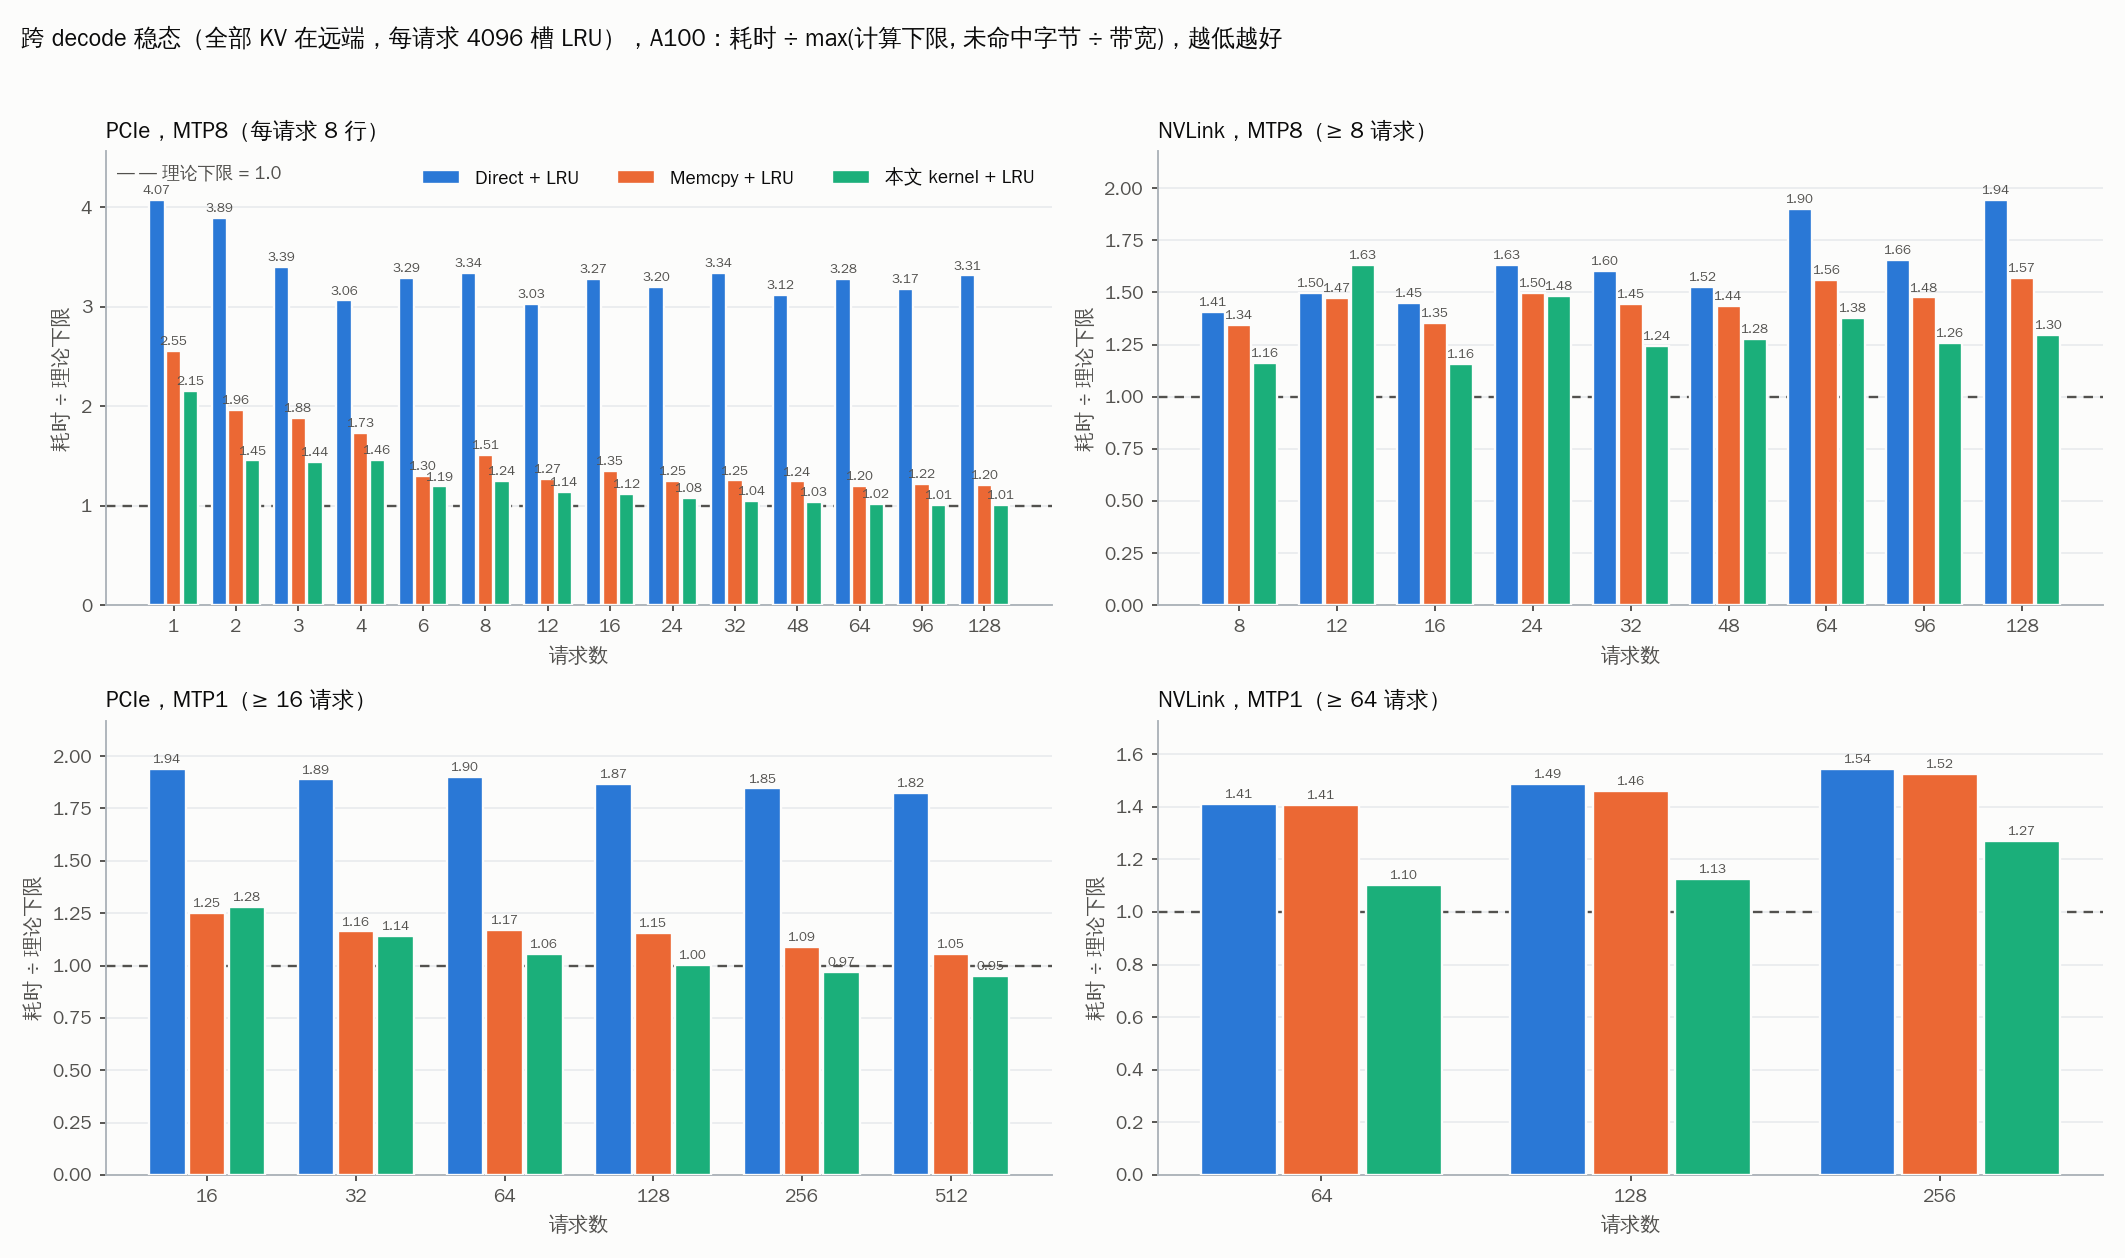 跨 decode 稳态（全部 KV 在远端，每请求 4096 槽 LRU），A100：耗时 ÷ max(计算下限, 未命中字节 ÷ 带宽)，越低越好
PCIe，MTP8（每请求 8 行）
— — 理论下限 = 1.0
Direct + LRU
Memcpy + LRU
本文 kernel + LRU
耗时 ÷ 理论下限
4
3
2
1
0
4.07 2.55 2.15
3.89 1.96 1.45
3.39 1.88 1.44
3.06 1.73 1.46
3.29 1.30 1.19
3.34 1.51 1.24
3.03 1.27 1.14
3.27 1.35 1.12
3.20 1.25 1.08
3.34 1.25 1.04
3.12 1.24 1.03
3.28 1.20 1.02
3.17 1.22 1.01
3.31 1.20 1.01
1 2 3 4 6 8 12 16 24 32 48 64 96 128
请求数
NVLink，MTP8（≥ 8 请求）
耗时 ÷ 理论下限
2.00
1.75
1.50
1.25
1.00
0.75
0.50
0.25
0.00
1.41 1.34 1.16
1.50 1.47 1.63
1.45 1.35 1.16
1.63 1.50 1.48
1.60 1.45 1.24
1.52 1.44 1.28
1.90 1.56 1.38
1.66 1.48 1.26
1.94 1.57 1.30
8 12 16 24 32 48 64 96 128
请求数
PCIe，MTP1（≥ 16 请求）
耗时 ÷ 理论下限
2.00
1.75
1.50
1.25
1.00
0.75
0.50
0.25
0.00
1.94 1.25 1.28
1.89 1.16 1.14
1.90 1.17 1.06
1.87 1.15 1.00
1.85 1.09 0.97
1.82 1.05 0.95
16 32 64 128 256 512
请求数
NVLink，MTP1（≥ 64 请求）
耗时 ÷ 理论下限
1.6
1.4
1.2
1.0
0.8
0.6
0.4
0.2
0.0
1.41 1.41 1.10
1.49 1.46 1.13
1.54 1.52 1.27
64 128 256
请求数